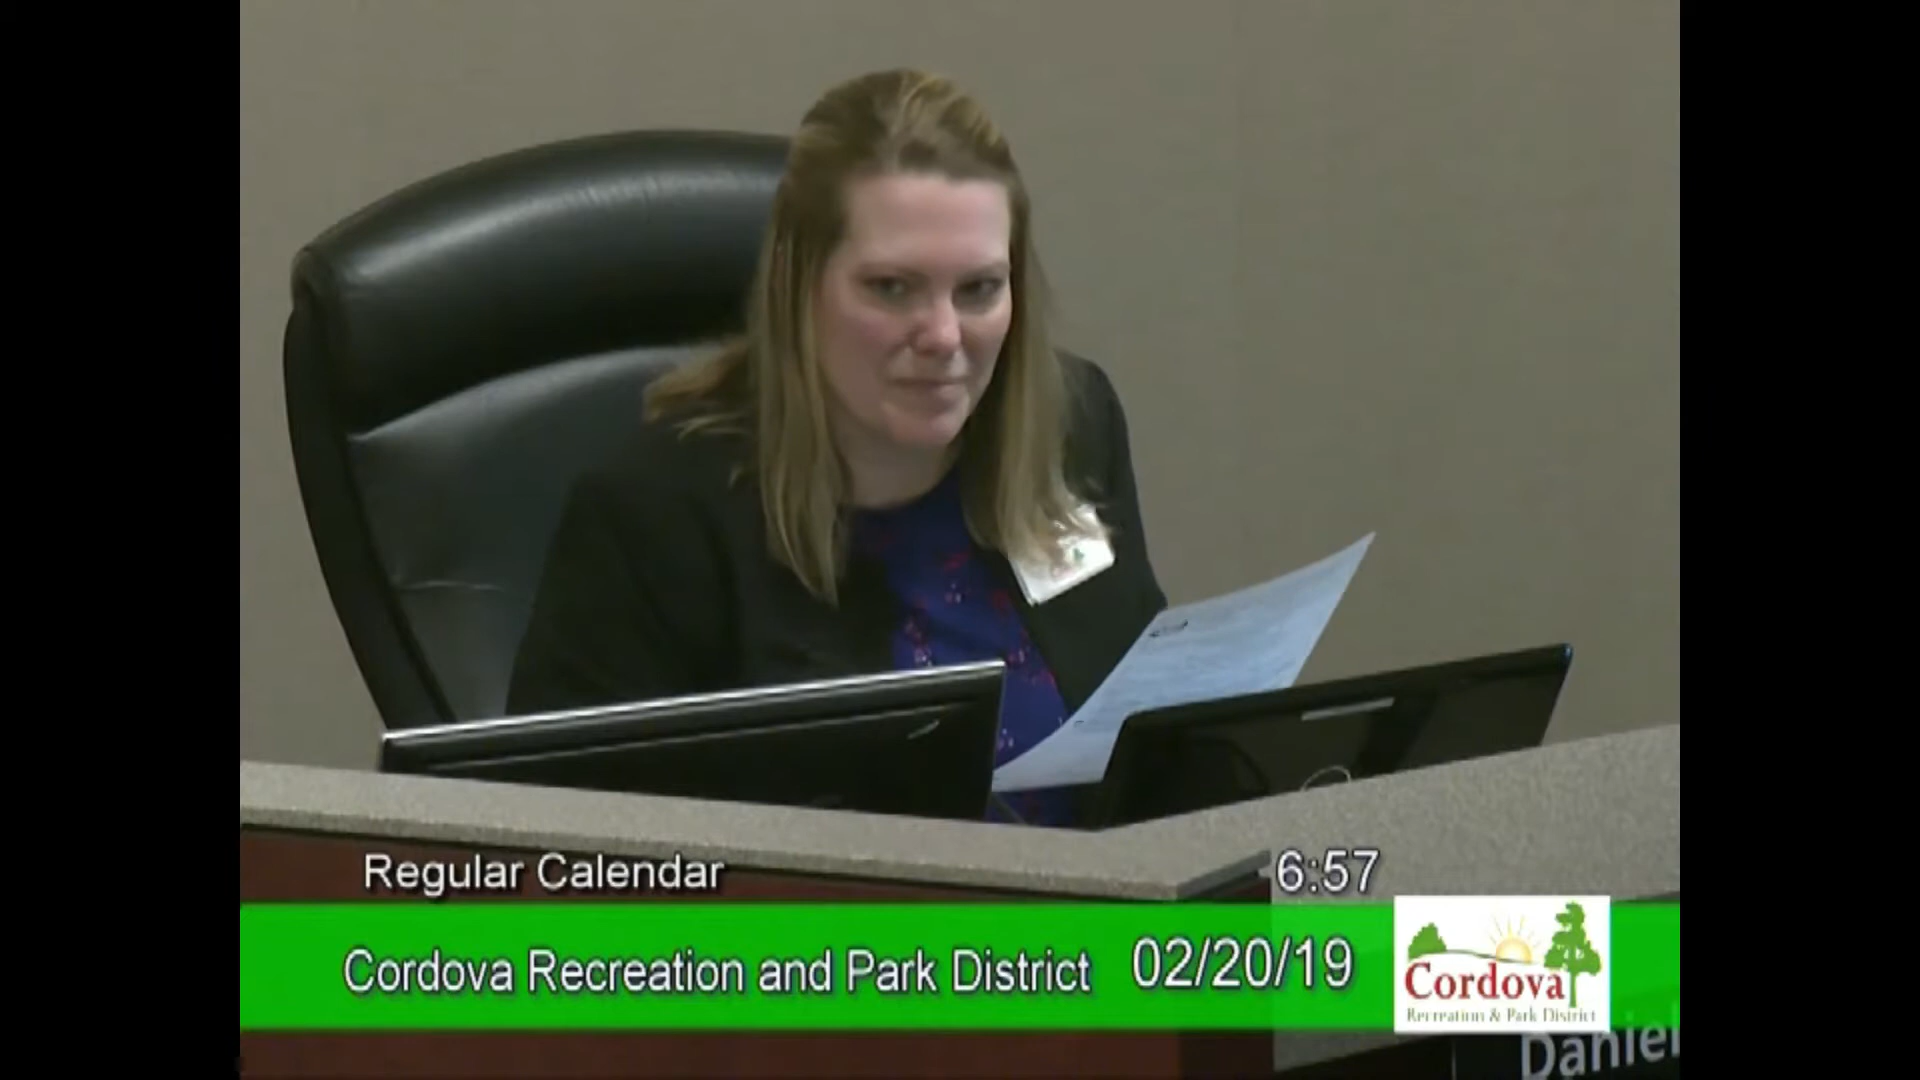 Regular Calendar
6:57
Cordova Recreation and Park District
02/20/19
Cordova
Recreation & Park District
Daniel